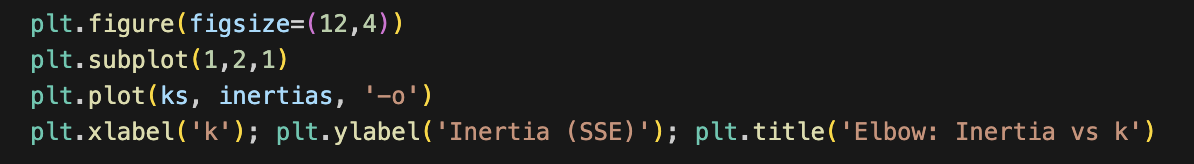 plt.figure(figsize=(12,4))
plt.subplot(1,2,1)
plt.plot(ks, inertias, '-o')
plt.xlabel('k'); plt.ylabel('Inertia (SSE)'); plt.title('Elbow: Inertia vs k')